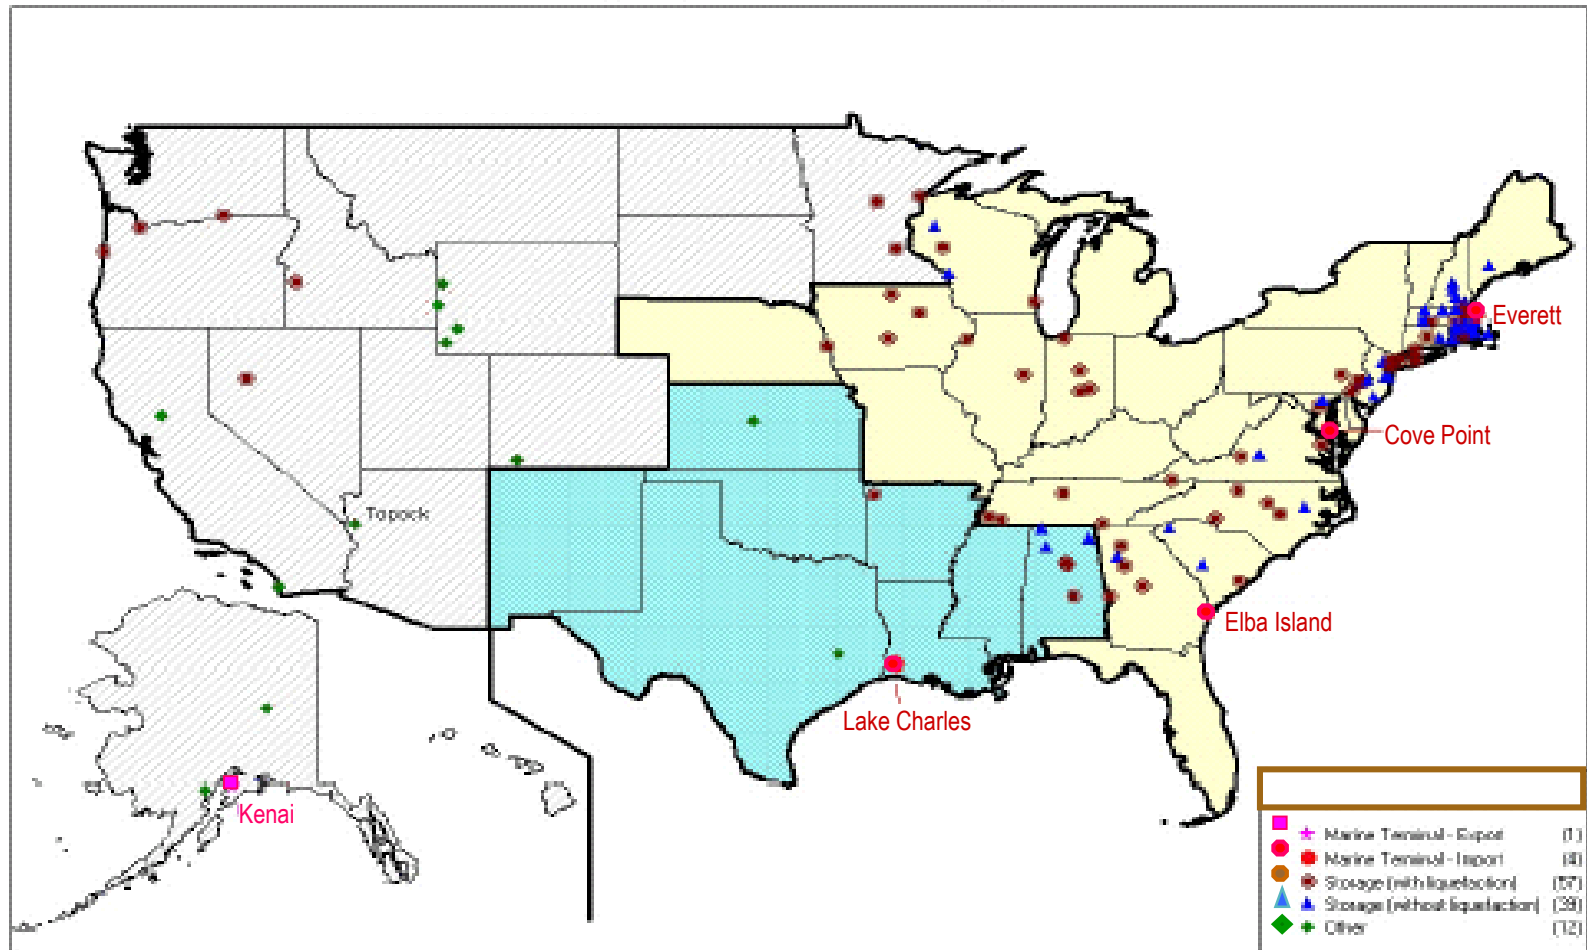 Everett
Cove Point
Topock
Elba Island
Lake Charles
Kenai
Marine Terminal - Export (1)
Marine Terminal - Import (4)
Storage (with liquefaction) (57)
Storage (without liquefaction) (39)
Other (12)